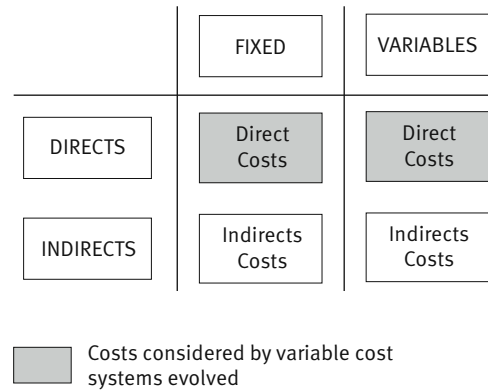 FIXED
VARIABLES
DIRECTS
Direct
Costs
Direct
Costs
INDIRECTS
Indirects
Costs
Indirects
Costs
Costs considered by variable cost
systems evolved